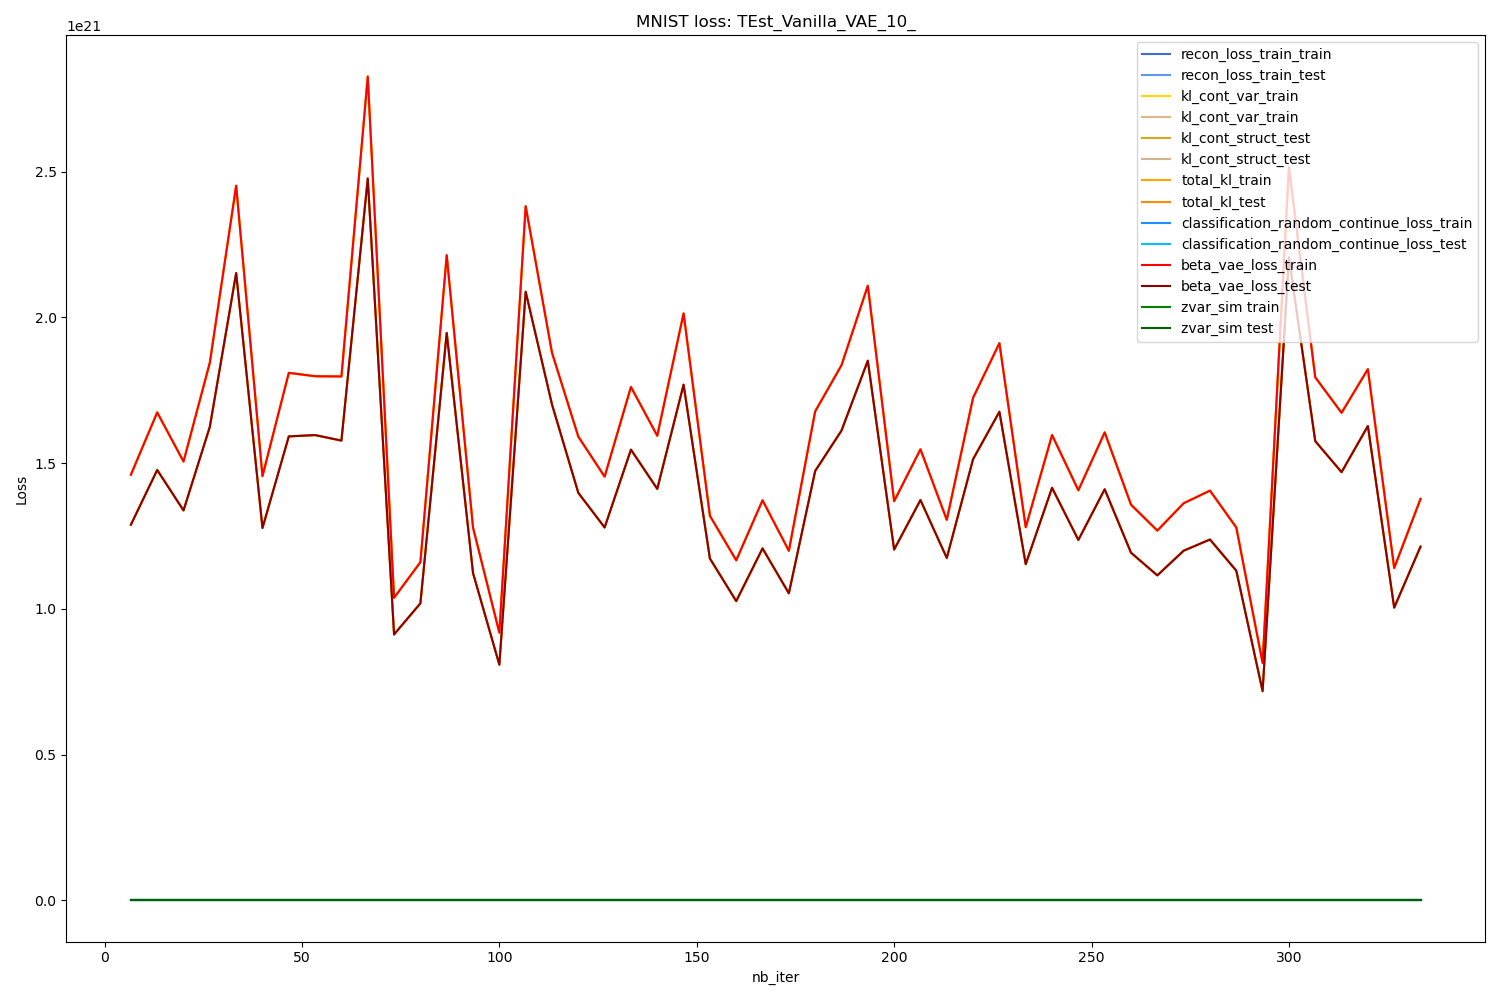 MNIST loss: TEst_Vanilla_VAE_10_
1e21
recon_loss_train_train
recon_loss_train_test
kl_cont_var_train
kl_cont_var_train
kl_cont_struct_test
kl_cont_struct_test
total_kl_train
total_kl_test
classification_random_continue_loss_train
classification_random_continue_loss_test
beta_vae_loss_train
beta_vae_loss_test
zvar_sim train
zvar_sim test
2.5
2.0
1.5
1.0
0.5
0.0
Loss
0 50 100 150 200 250 300
nb_iter